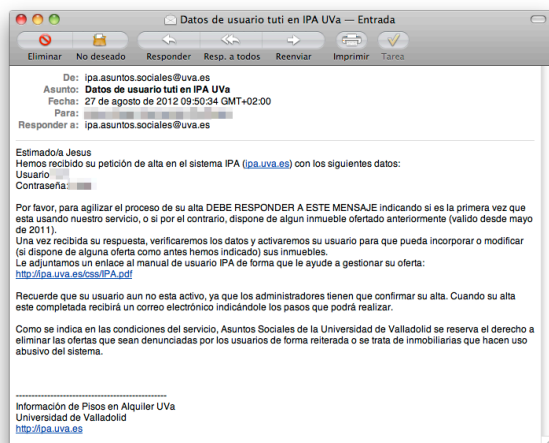 Datos de usuario tuti en IPA UVa — Entrada
Eliminar No deseado Responder Resp. a todos Reenviar Imprimir Tarea
De: ipa.asuntos.sociales@uva.es
Asunto: Datos de usuario tuti en IPA UVa
Fecha: 27 de agosto de 2012 09:50:34 GMT+02:00
Para:
Responder a: ipa.asuntos.sociales@uva.es
Estimado/a Jesus
Hemos recibido su petición de alta en el sistema IPA (ipa.uva.es) con los siguientes datos:
Usuario
Contraseña:
Por favor, para agilizar el proceso de su alta DEBE RESPONDER A ESTE MENSAJE indicando si es la primera vez que
esta usando nuestro servicio, o si por el contrario, dispone de algun inmueble ofertado anteriormente (valido desde mayo
de 2011).
Una vez recibida su respuesta, verificaremos los datos y activaremos su usuario para que pueda incorporar o modificar
(si dispone de alguna oferta como antes hemos indicado) sus inmuebles.
Le adjuntamos un enlace al manual de usuario IPA de forma que le ayude a gestionar su oferta:
http://ipa.uva.es/css/IPA.pdf
Recuerde que su usuario aun no esta activo, ya que los administradores tienen que confirmar su alta. Cuando su alta
este completada recibirá un correo electrónico indicándole los pasos que podrá realizar.
Como se indica en las condiciones del servicio, Asuntos Sociales de la Universidad de Valladolid se reserva el derecho a
eliminar las ofertas que sean denunciadas por los usuarios de forma reiterada o se trata de inmobiliarias que hacen uso
abusivo del sistema.
------------------------------------------------
Información de Pisos en Alquiler UVa
Universidad de Valladolid
http://ipa.uva.es